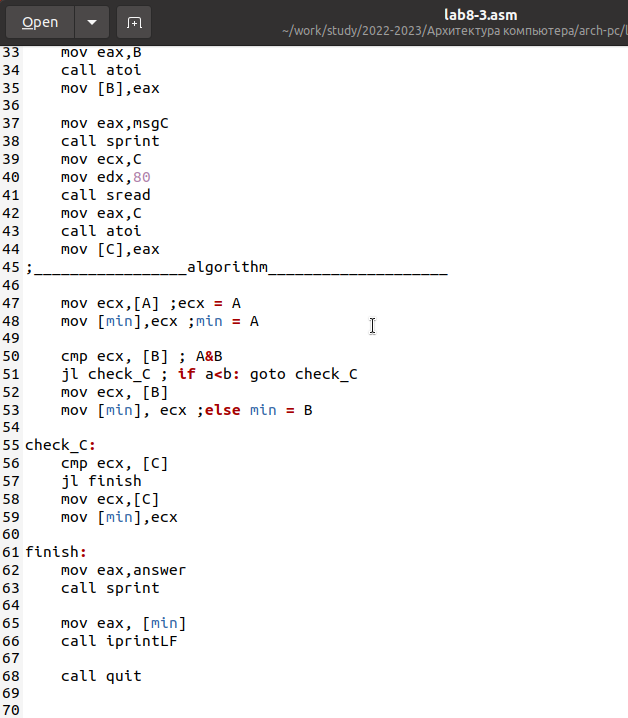 Open
lab8-3.asm
~/work/study/2022-2023/Архитектура компьютера/arch-pc/
33 mov eax,B
34 call atoi
35 mov [B],eax
36
37 mov eax,msgC
38 call sprint
39 mov ecx,C
40 mov edx,80
41 call sread
42 mov eax,C
43 call atoi
44 mov [C],eax
45 ;_________________algorithm____________________
46
47 mov ecx,[A] ;ecx = A
48 mov [min],ecx ;min = A
49
50 cmp ecx, [B] ; A&B
51 jl check_C ; if a<b: goto check_C
52 mov ecx, [B]
53 mov [min], ecx ;else min = B
54
55 check_C:
56 cmp ecx, [C]
57 jl finish
58 mov ecx,[C]
59 mov [min],ecx
60
61 finish:
62 mov eax,answer
63 call sprint
64
65 mov eax, [min]
66 call iprintLF
67
68 call quit
69
70